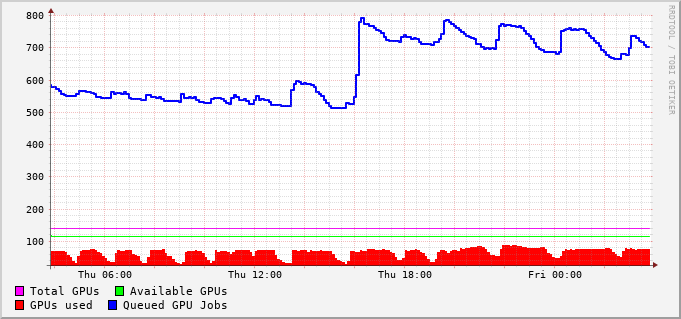 800
700
600
500
400
300
200
100
Thu 06:00 Thu 12:00 Thu 18:00 Fri 00:00
Total GPUs Available GPUs
GPUs used Queued GPU Jobs
RRDTOOL / TOBI OETIKER